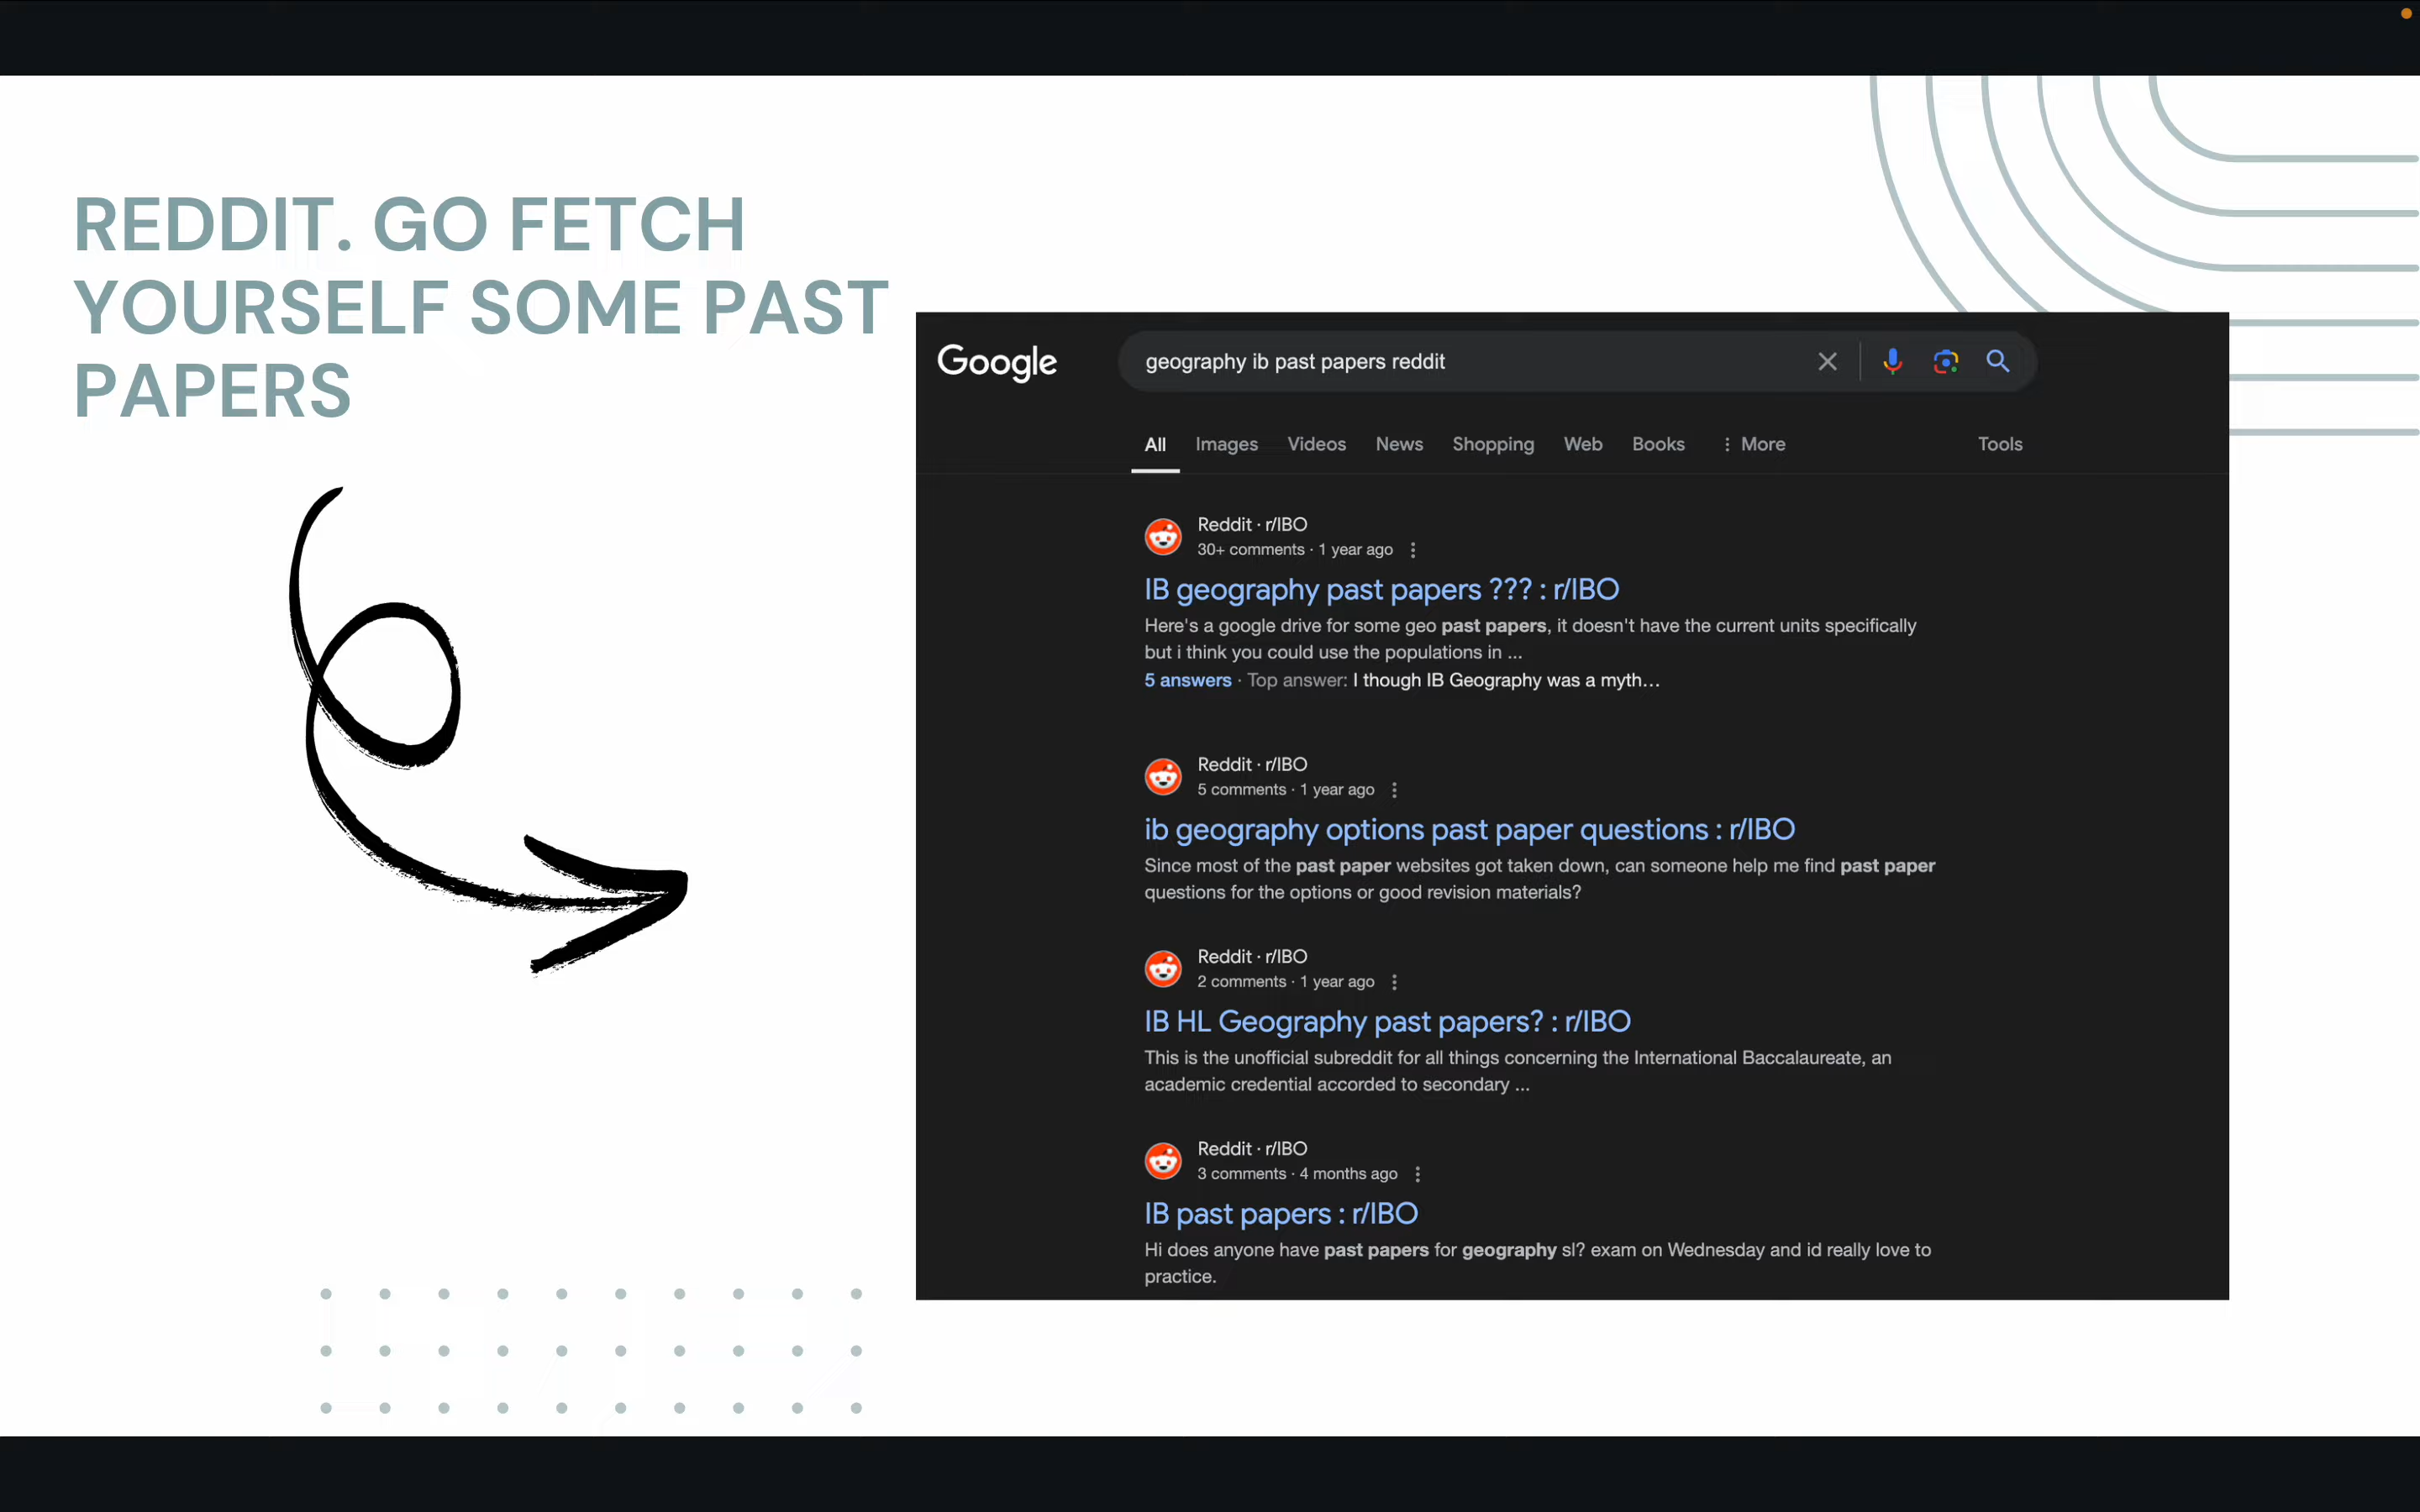 REDDIT. GO FETCH
YOURSELF SOME PAST
PAPERS
Google
geography ib past papers reddit
All Images Videos News Shopping Web Books More Tools
Reddit · r/IBO
30+ comments · 1 year ago
IB geography past papers ??? : r/IBO
Here's a google drive for some geo past papers, it doesn't have the current units specifically
but i think you could use the populations in ...
5 answers · Top answer: I though IB Geography was a myth...
Reddit · r/IBO
5 comments · 1 year ago
ib geography options past paper questions : r/IBO
Since most of the past paper websites got taken down, can someone help me find past paper
questions for the options or good revision materials?
Reddit · r/IBO
2 comments · 1 year ago
IB HL Geography past papers? : r/IBO
This is the unofficial subreddit for all things concerning the International Baccalaureate, an
academic credential accorded to secondary ...
Reddit · r/IBO
3 comments · 4 months ago
IB past papers : r/IBO
Hi does anyone have past papers for geography sl? exam on Wednesday and id really love to
practice.